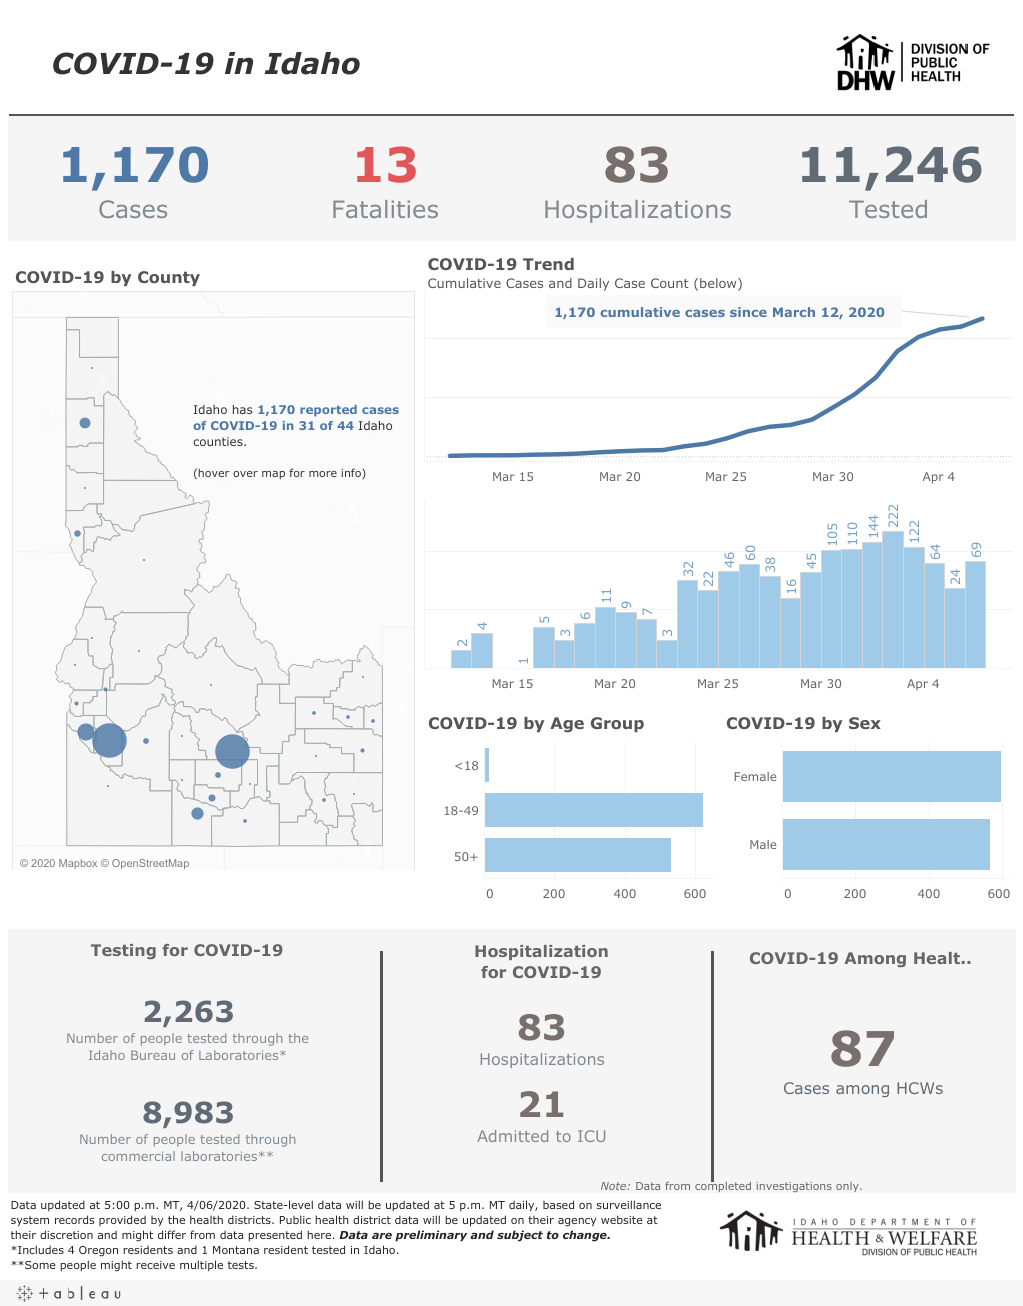 COVID-19 in Idaho
DHW
DIVISION OF
PUBLIC
HEALTH
1,170
Cases
13
Fatalities
83
Hospitalizations
11,246
Tested
COVID-19 by County
Idaho has 1,170 reported cases
of COVID-19 in 31 of 44 Idaho
counties.
(hover over map for more info)
© 2020 Mapbox © OpenStreetMap
COVID-19 Trend
Cumulative Cases and Daily Case Count (below)
1,170 cumulative cases since March 12, 2020
Mar 15 Mar 20 Mar 25 Mar 30 Apr 4
2 4 1 5 3 6 11 9 7 3 32 22 46 60 38 16 45 105 110 144 222 122 64 24 69
Mar 15 Mar 20 Mar 25 Mar 30 Apr 4
COVID-19 by Age Group
<18
18-49
50+
0 200 400 600
COVID-19 by Sex
Female
Male
0 200 400 600
Testing for COVID-19
2,263
Number of people tested through the
Idaho Bureau of Laboratories*
8,983
Number of people tested through
commercial laboratories**
Hospitalization
for COVID-19
83
Hospitalizations
21
Admitted to ICU
COVID-19 Among Healt..
87
Cases among HCWs
Note: Data from completed investigations only.
Data updated at 5:00 p.m. MT, 4/06/2020. State-level data will be updated at 5 p.m. MT daily, based on surveillance
system records provided by the health districts. Public health district data will be updated on their agency website at
their discretion and might differ from data presented here. Data are preliminary and subject to change.
*Includes 4 Oregon residents and 1 Montana resident tested in Idaho.
**Some people might receive multiple tests.
IDAHO DEPARTMENT OF
HEALTH & WELFARE
DIVISION OF PUBLIC HEALTH
+ableau